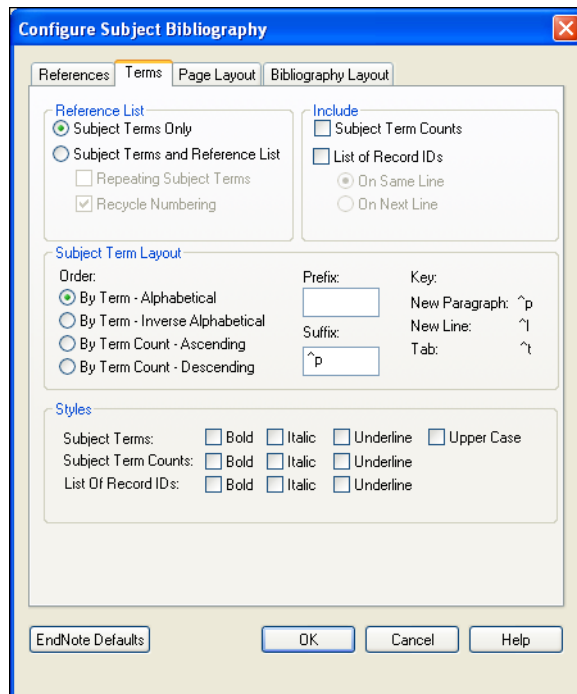 Configure Subject Bibliography
References Terms Page Layout Bibliography Layout
Reference List
Subject Terms Only
Subject Terms and Reference List
Repeating Subject Terms
Recycle Numbering
Include
Subject Term Counts
List of Record IDs
On Same Line
On Next Line
Subject Term Layout
Order:
By Term - Alphabetical
By Term - Inverse Alphabetical
By Term Count - Ascending
By Term Count - Descending
Prefix:
Suffix:
^p
Key:
New Paragraph: ^p
New Line: ^l
Tab: ^t
Styles
Subject Terms: Bold Italic Underline Upper Case
Subject Term Counts: Bold Italic Underline
List Of Record IDs: Bold Italic Underline
EndNote Defaults OK Cancel Help